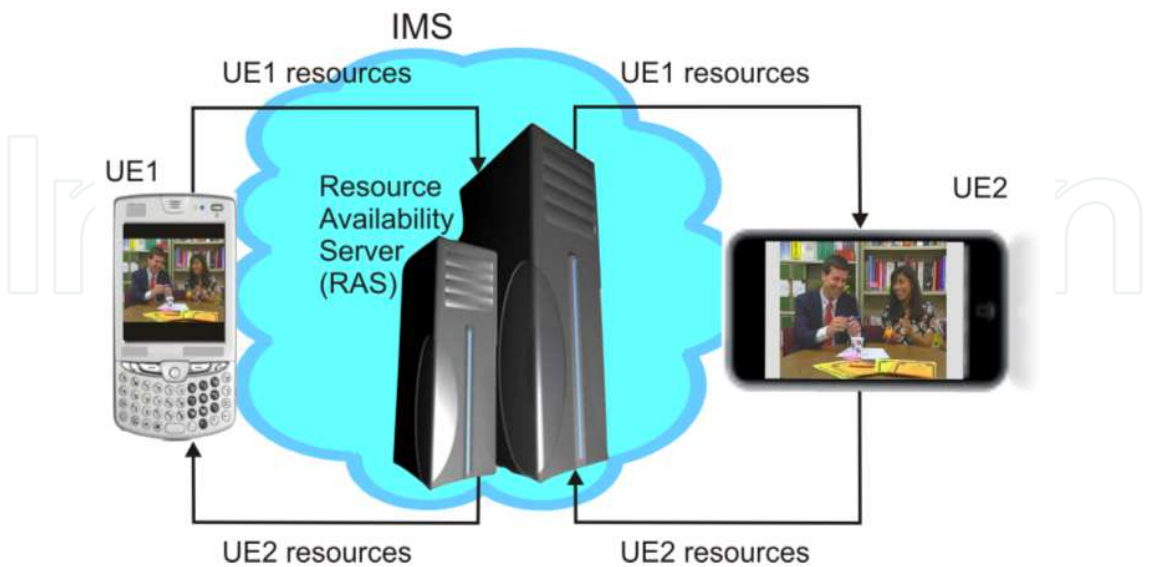 IMS
UE1 resources
UE1 resources
UE1
Resource
Availability
Server
(RAS)
UE2
UE2 resources
UE2 resources